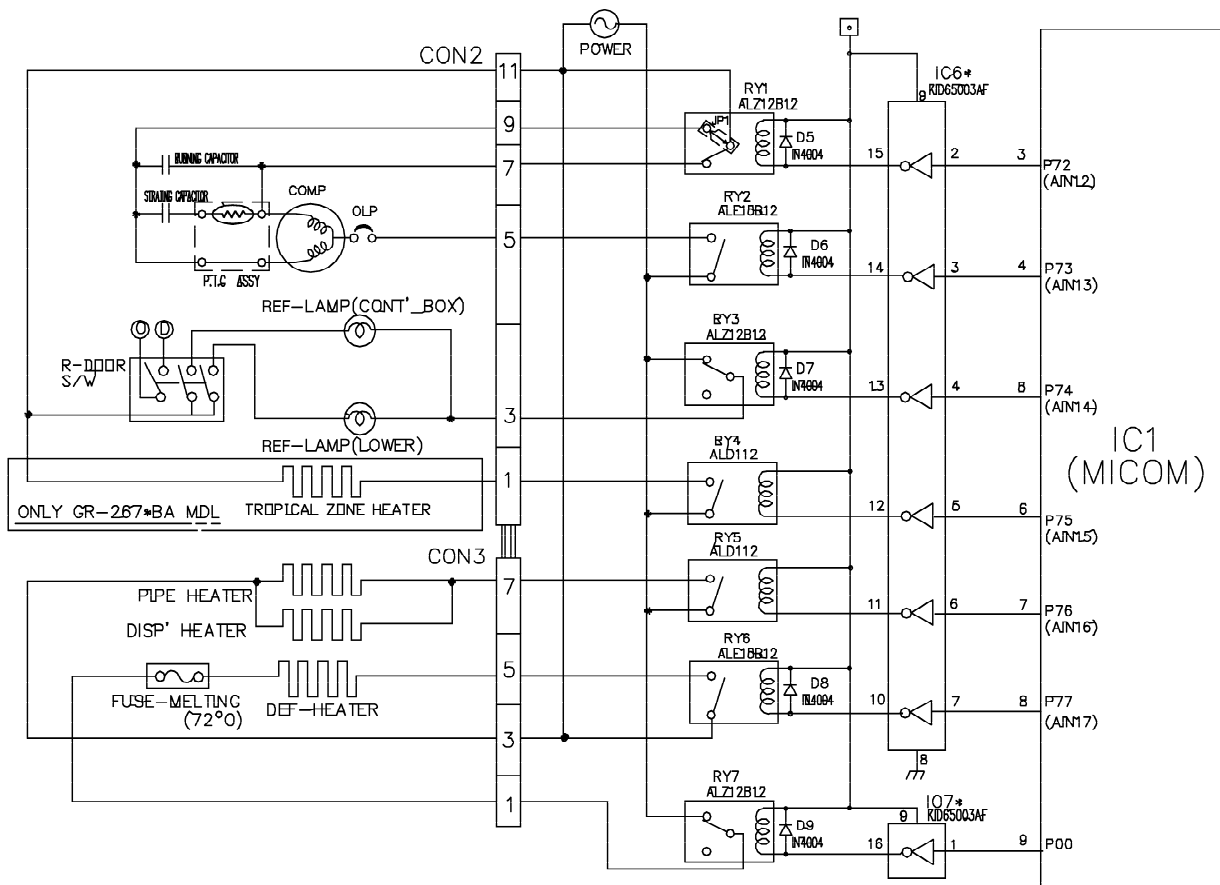 POWER
CON2
11
9
7
5
3
1
RUNNING CAPACITOR
STRATING CAPACITOR
COMP
OLP
P.T.C ASSY
REF-LAMP(CONT'_BOX)
O D
R-DOOR
S/W
REF-LAMP(LOWER)
ONLY GR-267*BA MDL
TROPICAL ZONE HEATER
CON3
7
5
3
1
PIPE HEATER
DISP' HEATER
FUSE-MELTING
(72°C)
DEF-HEATER
RY1
ALZ12B12
JP1
D5
IN4004
RY2
ALE15B12
D6
IN4004
RY3
ALZ12B12
D7
IN4004
RY4
ALD112
RY5
ALD112
RY6
ALE15B12
D8
IN4004
RY7
ALZ12B12
D9
IN4004
IC6*
KID65003AF
9
15 2 3 P72
(AIN12)
14 3 4 P73
(AIN13)
13 4 5 P74
(AIN14)
12 5 6 P75
(AIN15)
11 6 7 P76
(AIN16)
10 7 8 P77
(AIN17)
8
IC7*
KID65003AF
9
16 1 9 P00
IC1
(MICOM)